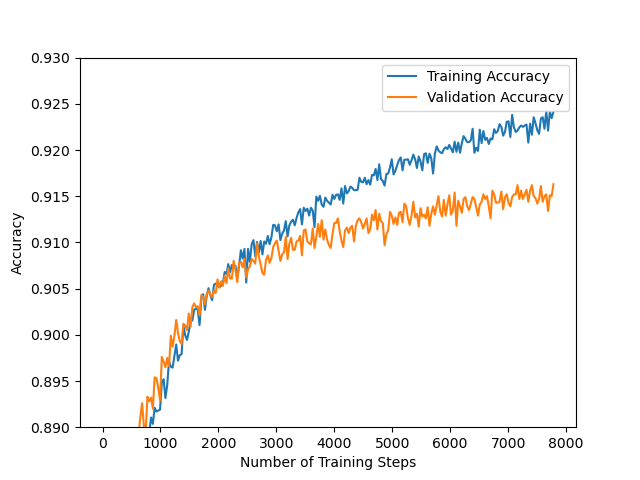 0.930
0.925
0.920
0.915
0.910
0.905
0.900
0.895
0.890
Accuracy
Training Accuracy
Validation Accuracy
0 1000 2000 3000 4000 5000 6000 7000 8000
Number of Training Steps